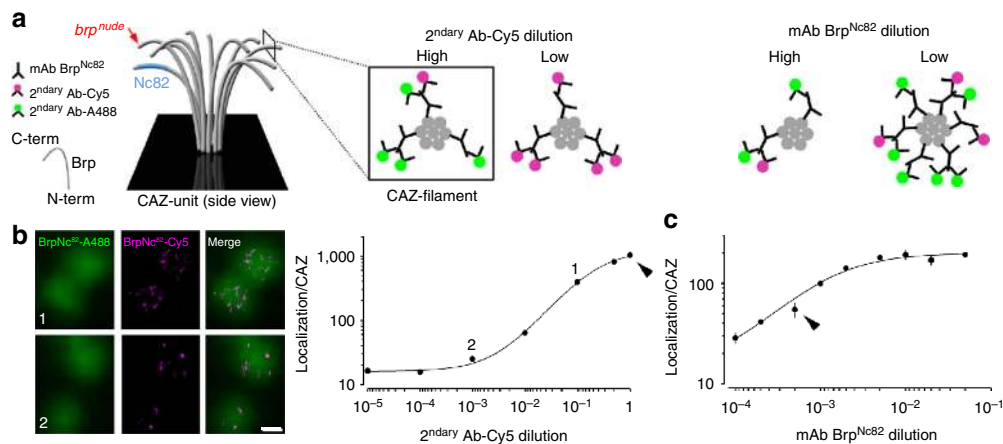 a
brp^nude
Nc82
mAb Brp^Nc82
2^ndary Ab-Cy5
2^ndary Ab-A488
C-term
Brp
N-term
CAZ-unit (side view)
2^ndary Ab-Cy5 dilution
High
Low
CAZ-filament
mAb Brp^Nc82 dilution
High
Low
b
BrpNc^82-A488
BrpNc^82-Cy5
Merge
1
2
Localization/CAZ
1,000
100
10
1
2
10^−5
10^−4
10^−3
10^−2
10^−1
1
2^ndary Ab-Cy5 dilution
c
Localization/CAZ
100
10
10^−4
10^−3
10^−2
10^−1
mAb Brp^Nc82 dilution